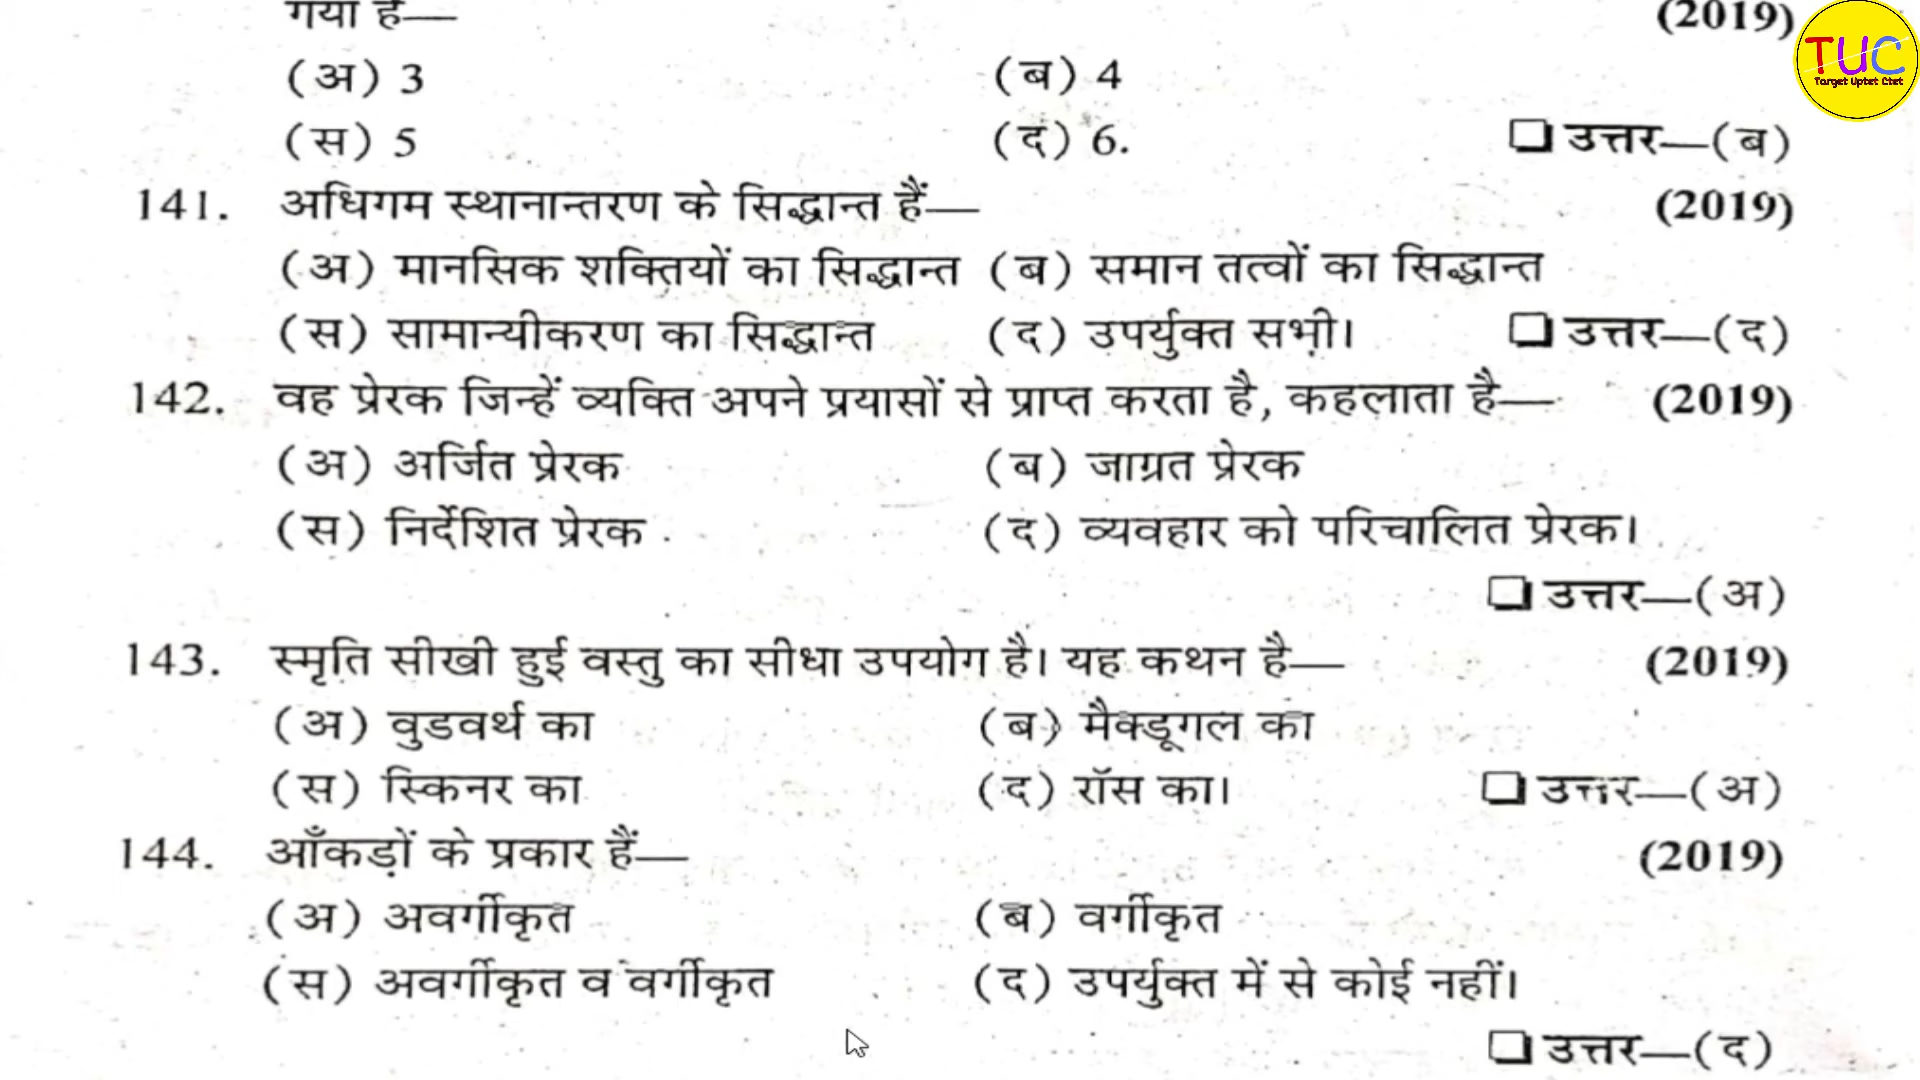 गया है—
(2019)
TUC
Target Uptet Ctet
(अ) 3 (ब) 4
(स) 5 (द) 6. ❑ उत्तर—(ब)
141. अधिगम स्थानान्तरण के सिद्धान्त हैं— (2019)
(अ) मानसिक शक्तियों का सिद्धान्त (ब) समान तत्वों का सिद्धान्त
(स) सामान्यीकरण का सिद्धान्त (द) उपर्युक्त सभी। ❑ उत्तर—(द)
142. वह प्रेरक जिन्हें व्यक्ति अपने प्रयासों से प्राप्त करता है, कहलाता है— (2019)
(अ) अर्जित प्रेरक (ब) जाग्रत प्रेरक
(स) निर्देशित प्रेरक (द) व्यवहार को परिचालित प्रेरक।
❑ उत्तर—(अ)
143. स्मृति सीखी हुई वस्तु का सीधा उपयोग है। यह कथन है— (2019)
(अ) वुडवर्थ का (ब) मैक्डूगल का
(स) स्किनर का (द) रॉस का। ❑ उत्तर—(अ)
144. आँकड़ों के प्रकार हैं— (2019)
(अ) अवर्गीकृत (ब) वर्गीकृत
(स) अवर्गीकृत व वर्गीकृत (द) उपर्युक्त में से कोई नहीं।
❑ उत्तर—(द)